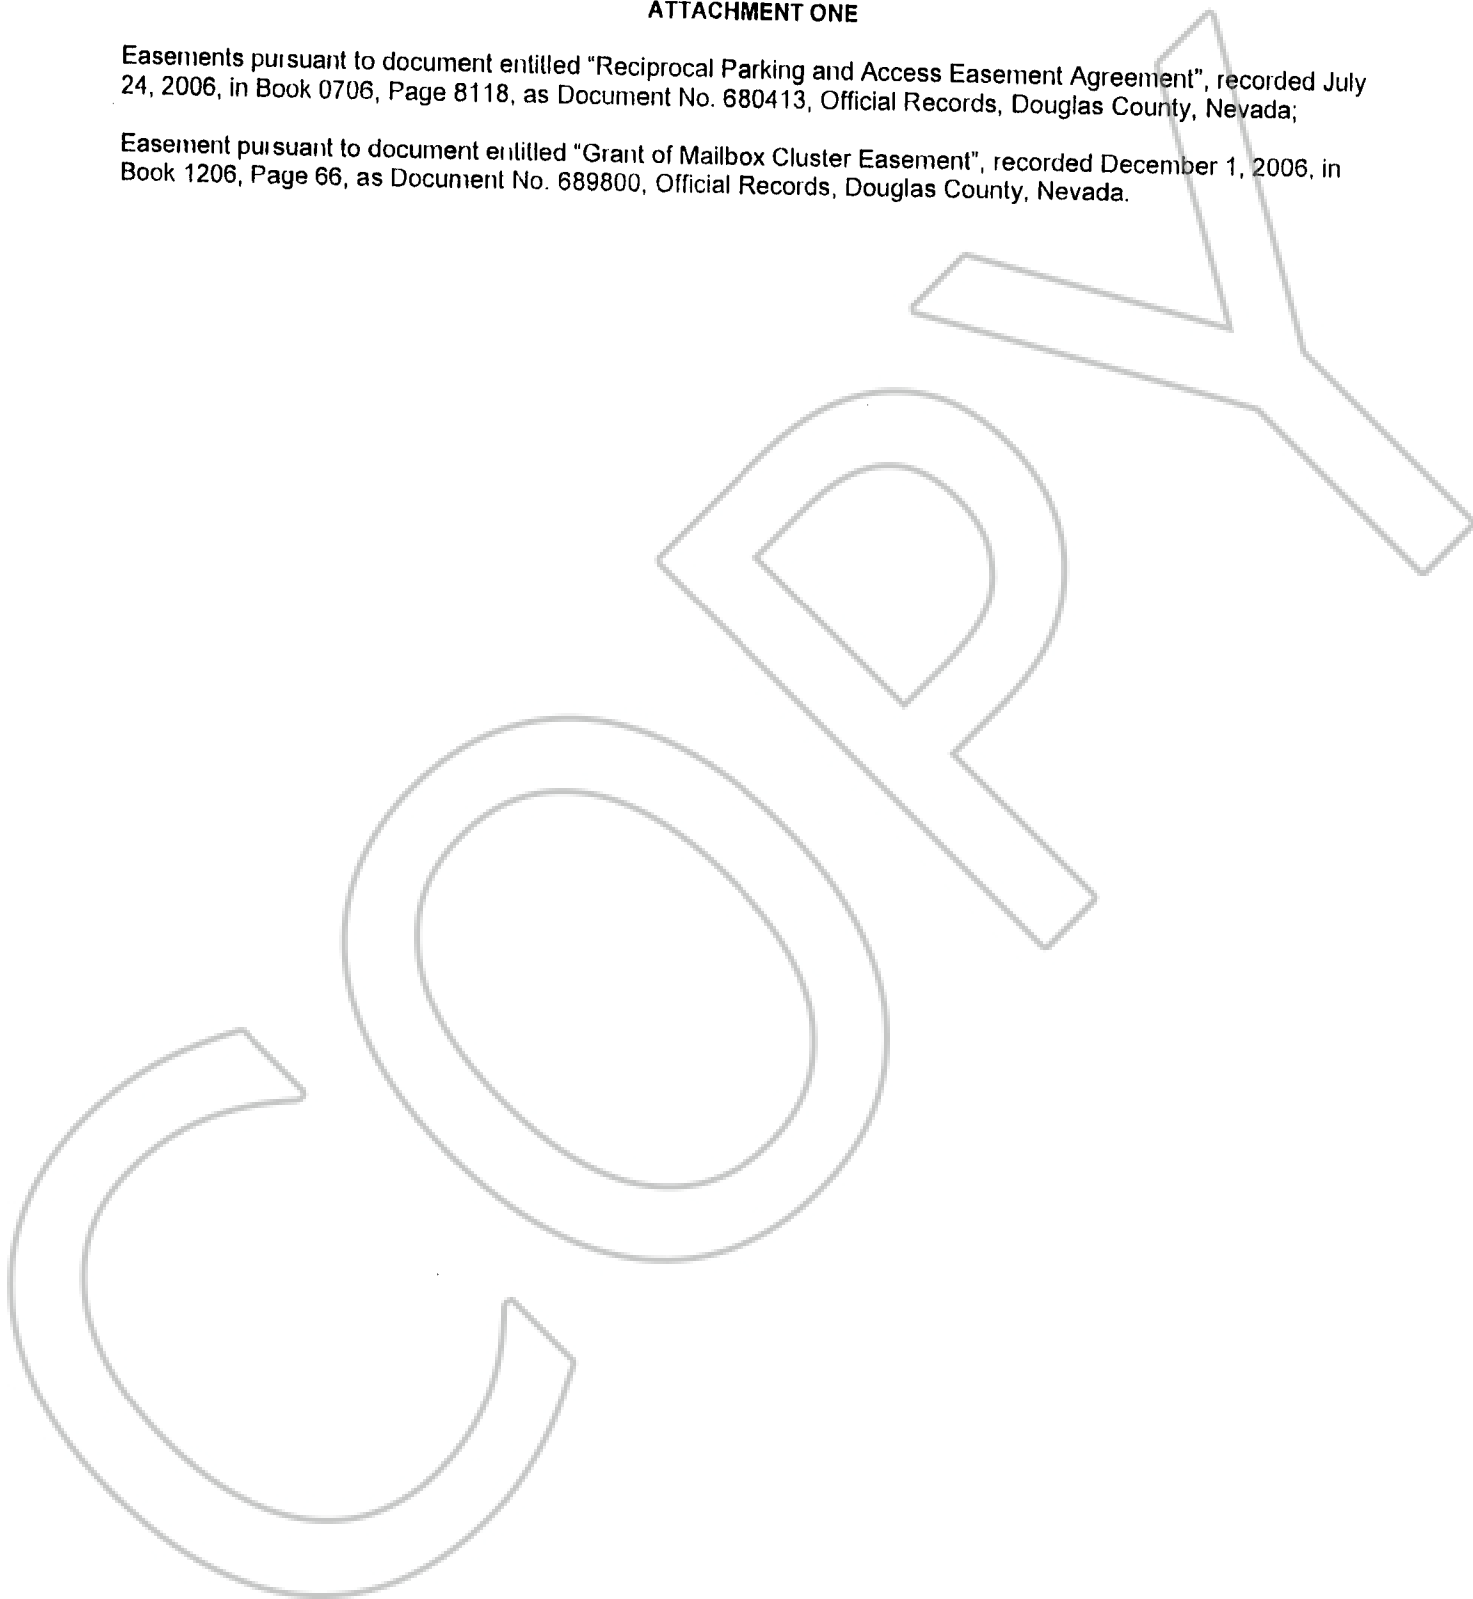 ATTACHMENT ONE
Easements pursuant to document entitled "Reciprocal Parking and Access Easement Agreement", recorded July
24, 2006, in Book 0706, Page 8118, as Document No. 680413, Official Records, Douglas County, Nevada;
Easement pursuant to document entitled "Grant of Mailbox Cluster Easement", recorded December 1, 2006, in
Book 1206, Page 66, as Document No. 689800, Official Records, Douglas County, Nevada.
COPY